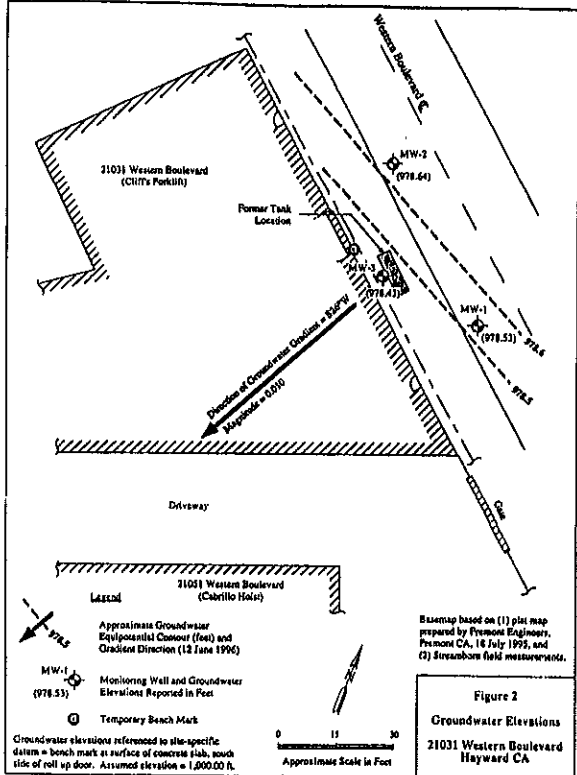 Western Boulevard ℄
MW-2
(978.64)
21031 Western Boulevard
(Cliff's Forklift)
Former Tank
Location
MW-3
(978.43)
MW-1
(978.53)
978.6
978.5
Direction of Groundwater Gradient =
Magnitude = 0.010
Driveway
Gate
21051 Western Boulevard
(Cabrillo Hoist)
Legend
978.5
Approximate Groundwater
Equipotential Contour (feet) and
Gradient Direction (12 June 1996)
MW-1
(978.53)
Monitoring Well and Groundwater
Elevations Reported in Feet
Temporary Bench Mark
Groundwater elevations referenced to site-specific
datum = bench mark at surface of concrete slab, south
side of roll up door. Assumed elevation = 1,000.00 ft.
N
0 15 30
Approximate Scale in Feet
Basemap based on (1) plat map
prepared by Fremont Engineers,
Fremont CA, 18 July 1995, and
(2) Streamborn field measurements.
Figure 2
Groundwater Elevations
21031 Western Boulevard
Hayward CA